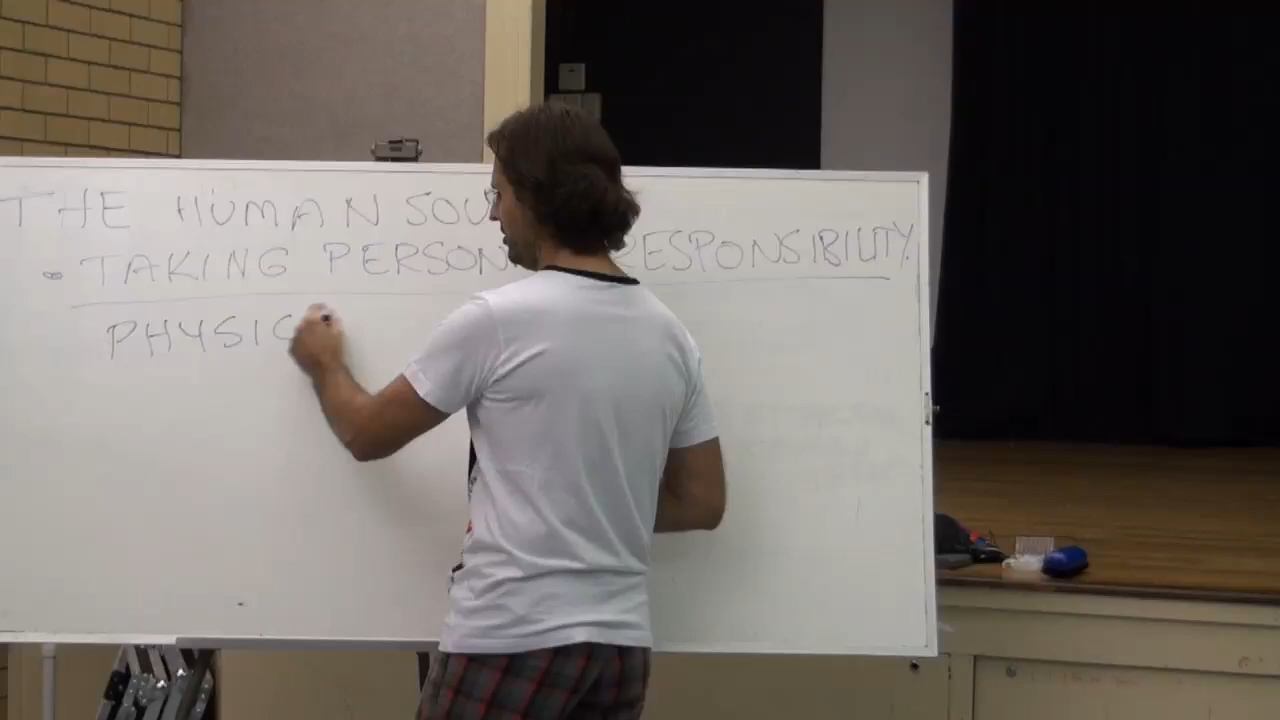 THE HUMAN SOU
• TAKING PERSON RESPONSIBILITY.
PHYSIC